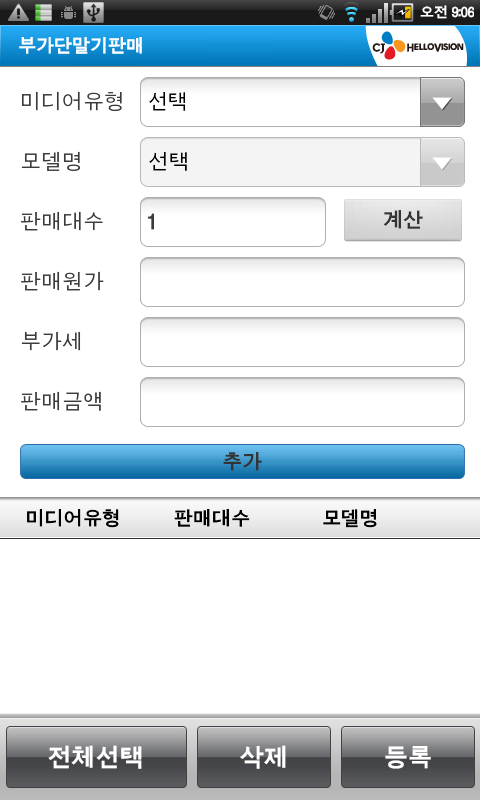 오전 9:06
부가단말기판매
CJ HELLOVISION
미디어유형 선택
모델명 선택
판매대수 1 계산
판매원가
부가세
판매금액
추가
미디어유형 판매대수 모델명
전체선택 삭제 등록